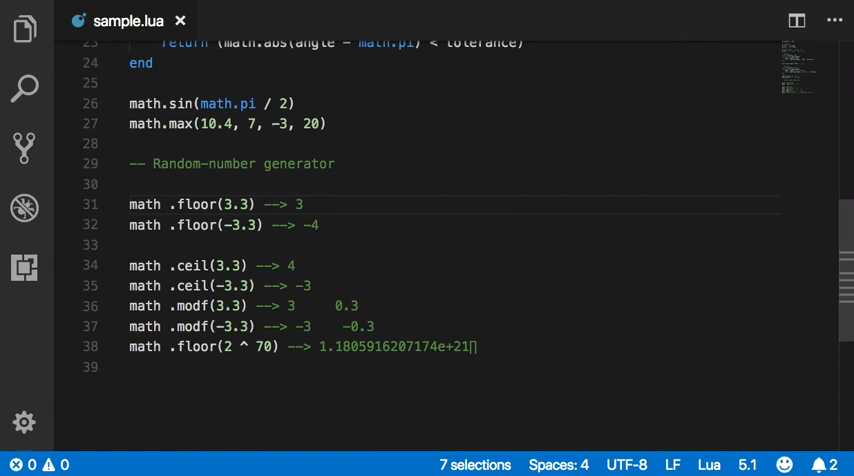 sample.lua
23 return (math.abs(angle - math.pi) < tolerance)
24 end
25
26 math.sin(math.pi / 2)
27 math.max(10.4, 7, -3, 20)
28
29 -- Random-number generator
30
31 math .floor(3.3) --> 3
32 math .floor(-3.3) --> -4
33
34 math .ceil(3.3) --> 4
35 math .ceil(-3.3) --> -3
36 math .modf(3.3) --> 3     0.3
37 math .modf(-3.3) --> -3    -0.3
38 math .floor(2 ^ 70) --> 1.1805916207174e+21
39
0 0 7 selections Spaces: 4 UTF-8 LF Lua 5.1 2